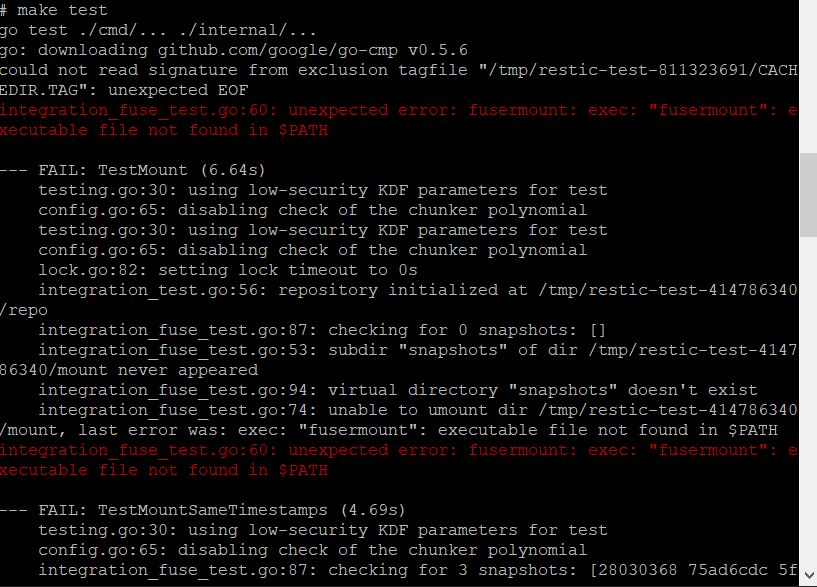 # make test
go test ./cmd/... ./internal/...
go: downloading github.com/google/go-cmp v0.5.6
could not read signature from exclusion tagfile "/tmp/restic-test-811323691/CACH
EDIR.TAG": unexpected EOF
integration_fuse_test.go:60: unexpected error: fusermount: exec: "fusermount": e
xecutable file not found in $PATH
--- FAIL: TestMount (6.64s)
    testing.go:30: using low-security KDF parameters for test
    config.go:65: disabling check of the chunker polynomial
    testing.go:30: using low-security KDF parameters for test
    config.go:65: disabling check of the chunker polynomial
    lock.go:82: setting lock timeout to 0s
    integration_test.go:56: repository initialized at /tmp/restic-test-414786340
/repo
    integration_fuse_test.go:87: checking for 0 snapshots: []
    integration_fuse_test.go:53: subdir "snapshots" of dir /tmp/restic-test-4147
86340/mount never appeared
    integration_fuse_test.go:94: virtual directory "snapshots" doesn't exist
    integration_fuse_test.go:74: unable to umount dir /tmp/restic-test-414786340
/mount, last error was: exec: "fusermount": executable file not found in $PATH
integration_fuse_test.go:60: unexpected error: fusermount: exec: "fusermount": e
xecutable file not found in $PATH
--- FAIL: TestMountSameTimestamps (4.69s)
    testing.go:30: using low-security KDF parameters for test
    config.go:65: disabling check of the chunker polynomial
    integration_fuse_test.go:87: checking for 3 snapshots: [28030368 75ad6cdc 5f